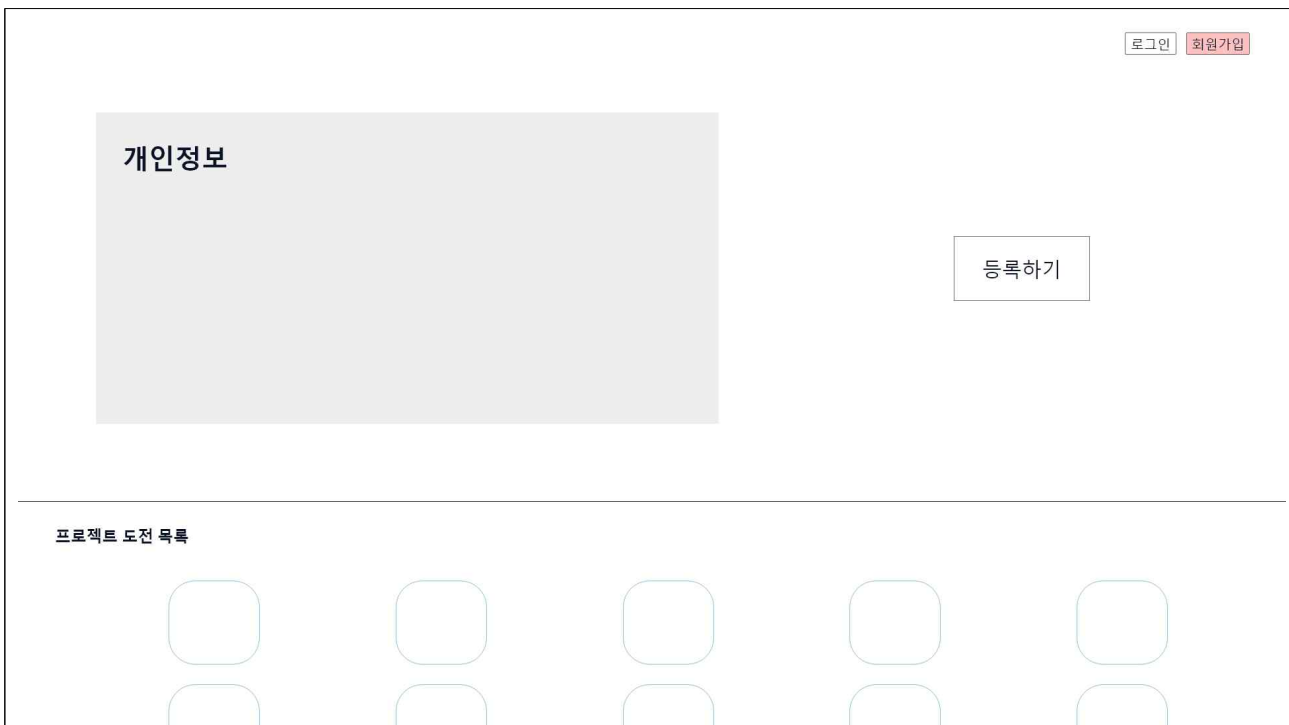 로그인
회원가입
개인정보
등록하기
프로젝트 도전 목록